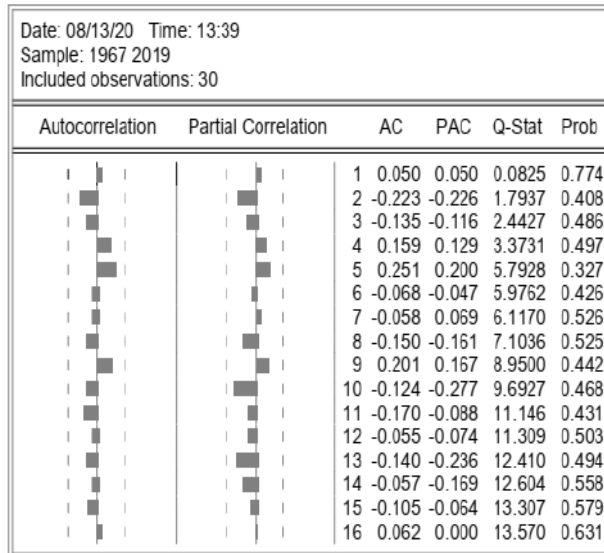 Date: 08/13/20 Time: 13:39
Sample: 1967 2019
Included observations: 30
Autocorrelation Partial Correlation AC PAC Q-Stat Prob
1 0.050 0.050 0.0825 0.774
2 -0.223 -0.226 1.7937 0.408
3 -0.135 -0.116 2.4427 0.486
4 0.159 0.129 3.3731 0.497
5 0.251 0.200 5.7928 0.327
6 -0.068 -0.047 5.9762 0.426
7 -0.058 0.069 6.1170 0.526
8 -0.150 -0.161 7.1036 0.525
9 0.201 0.167 8.9500 0.442
10 -0.124 -0.277 9.6927 0.468
11 -0.170 -0.088 11.146 0.431
12 -0.055 -0.074 11.309 0.503
13 -0.140 -0.236 12.410 0.494
14 -0.057 -0.169 12.604 0.558
15 -0.105 -0.064 13.307 0.579
16 0.062 0.000 13.570 0.631